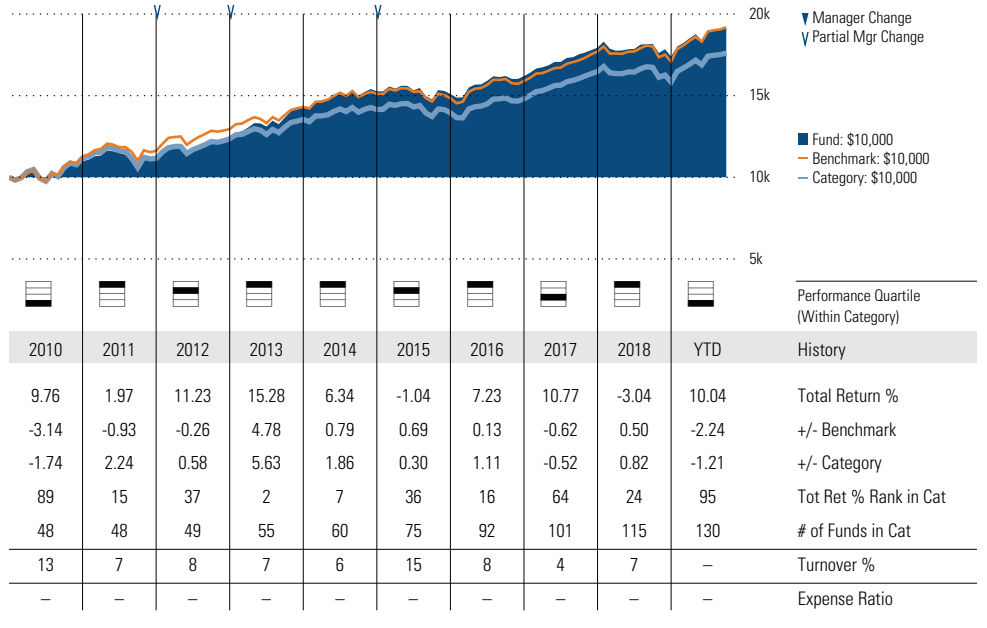 20k
15k
10k
5k
Manager Change
Partial Mgr Change
Fund: $10,000
Benchmark: $10,000
Category: $10,000
Performance Quartile
(Within Category)
2010 2011 2012 2013 2014 2015 2016 2017 2018 YTD History
9.76 1.97 11.23 15.28 6.34 -1.04 7.23 10.77 -3.04 10.04 Total Return %
-3.14 -0.93 -0.26 4.78 0.79 0.69 0.13 -0.62 0.50 -2.24 +/- Benchmark
-1.74 2.24 0.58 5.63 1.86 0.30 1.11 -0.52 0.82 -1.21 +/- Category
89 15 37 2 7 36 16 64 24 95 Tot Ret % Rank in Cat
48 48 49 55 60 75 92 101 115 130 # of Funds in Cat
13 7 8 7 6 15 8 4 7 – Turnover %
– – – – – – – – – – Expense Ratio